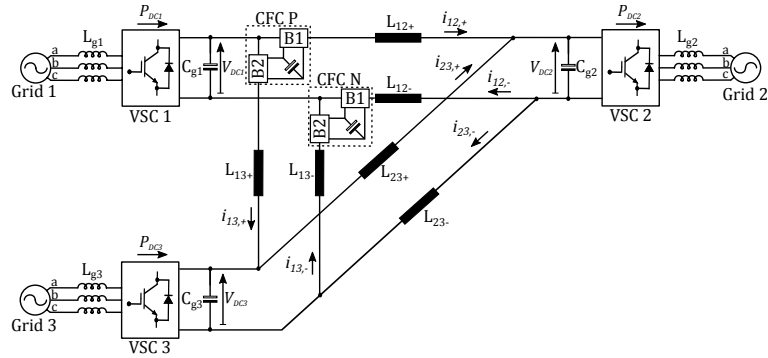 P_DC1
CFC P
B1
B2
L_12+
i_12,+
P_DC2
L_g1
a
b
c
Grid 1
VSC 1
C_g1
V_DC1
CFC N
B1
B2
L_12-
i_12,-
i_23,+
V_DC2
C_g2
L_g2
a
b
c
Grid 2
VSC 2
i_23,-
L_13+
L_13-
L_23+
L_23-
i_13,+
i_13,-
P_DC3
L_g3
a
b
c
Grid 3
VSC 3
C_g3
V_DC3